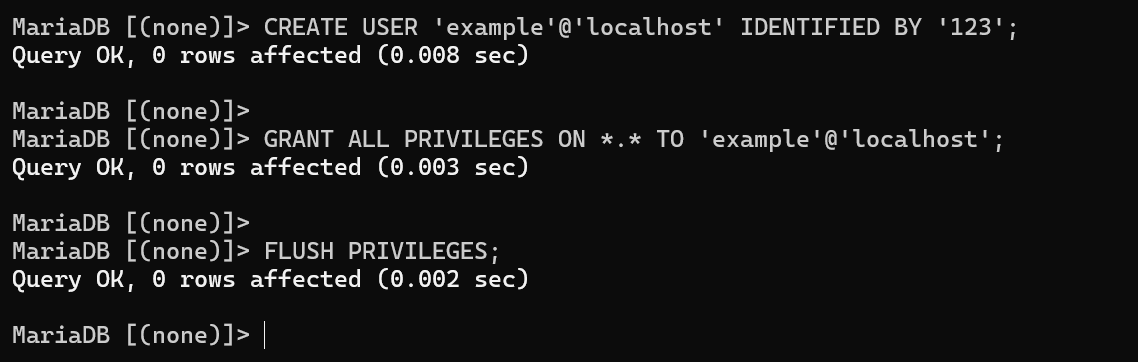 MariaDB [(none)]> CREATE USER 'example'@'localhost' IDENTIFIED BY '123';
Query OK, 0 rows affected (0.008 sec)
MariaDB [(none)]>
MariaDB [(none)]> GRANT ALL PRIVILEGES ON *.* TO 'example'@'localhost';
Query OK, 0 rows affected (0.003 sec)
MariaDB [(none)]>
MariaDB [(none)]> FLUSH PRIVILEGES;
Query OK, 0 rows affected (0.002 sec)
MariaDB [(none)]>